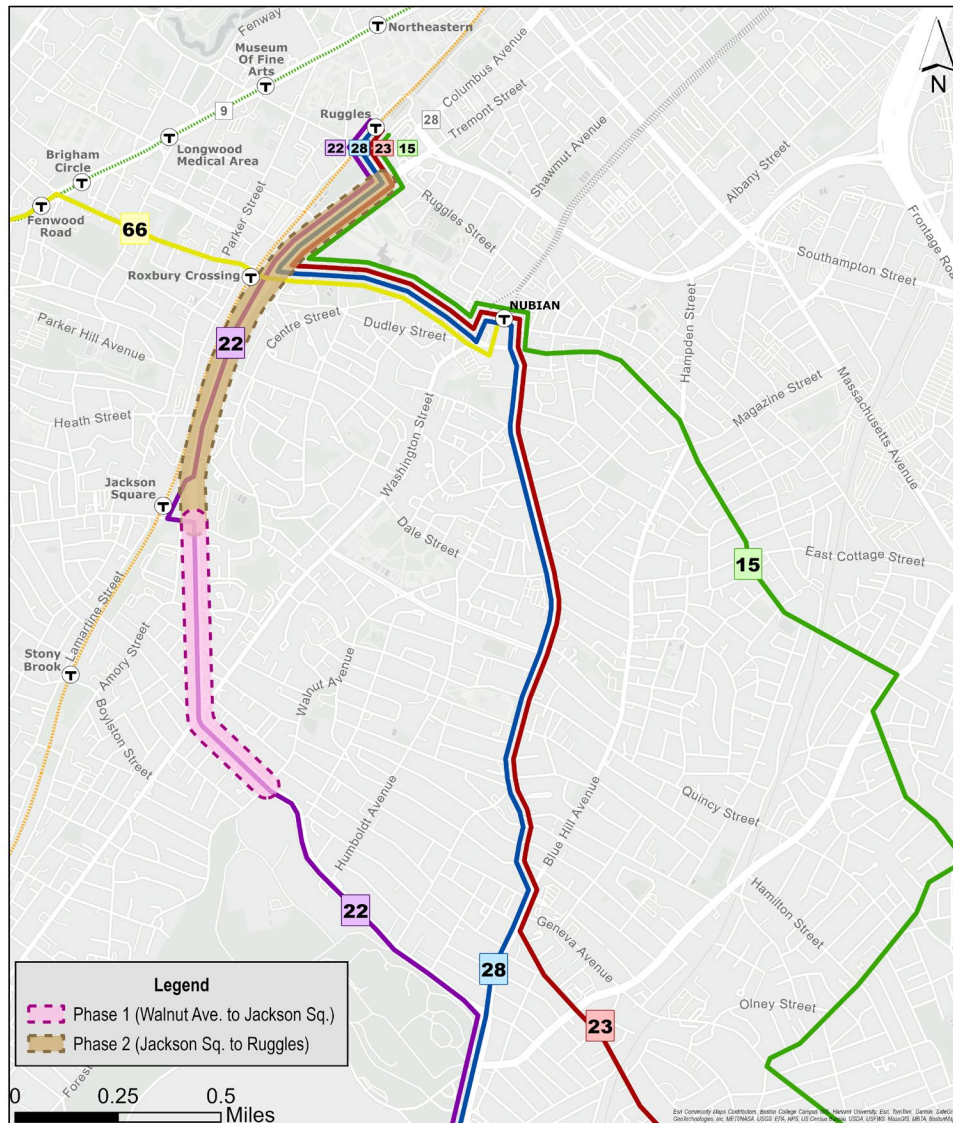 Fenway
Northeastern
Museum
Of Fine
Arts
9
Columbus Avenue
Tremont Street
28
N
Ruggles
22 28 23 15
Longwood
Medical Area
Brigham
Circle
Fenwood
Road
66
Parker Street
Ruggles Street
Shawmut Avenue
Albany Street
Frontage Road
Southampton Street
Roxbury Crossing
NUBIAN
Centre Street
Dudley Street
Parker Hill Avenue
22
Hampden Street
Magazine Street
Massachusetts Avenue
Heath Street
Washington Street
Jackson
Square
Dale Street
East Cottage Street
15
Lamartine Street
Stony
Brook
Amory Street
Boylston Street
Walnut Avenue
Humboldt Avenue
Blue Hill Avenue
Quincy Street
22
Hamilton Street
Geneva Avenue
28
Olney Street
23
Legend
Phase 1 (Walnut Ave. to Jackson Sq.)
Phase 2 (Jackson Sq. to Ruggles)
Fores
0 0.25 0.5
Miles